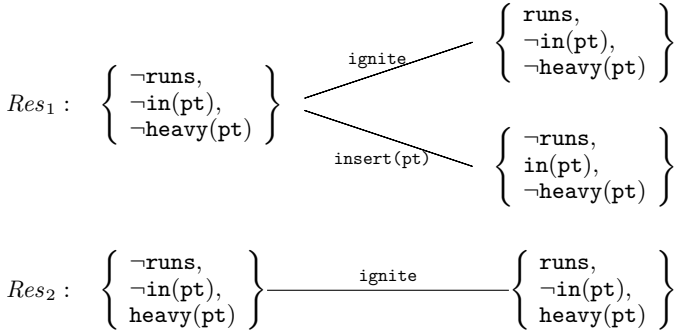 runs,
¬in(pt),
¬heavy(pt)
ignite
Res₁ :
¬runs,
¬in(pt),
¬heavy(pt)
insert(pt)
¬runs,
in(pt),
¬heavy(pt)
Res₂ :
¬runs,
¬in(pt),
heavy(pt)
ignite
runs,
¬in(pt),
heavy(pt)